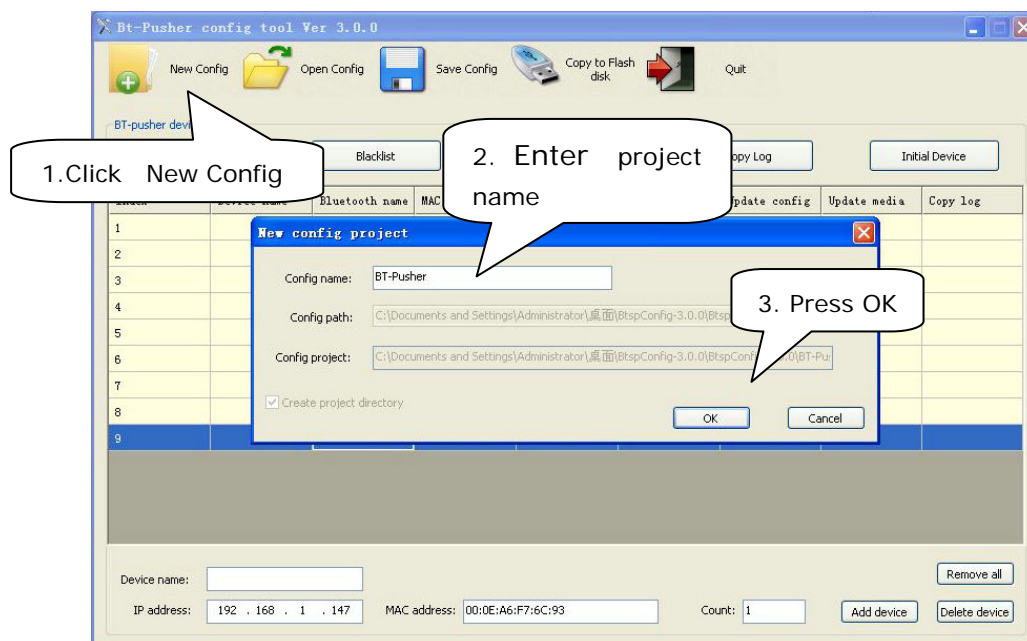 Bt-Pusher config tool Ver 3.0.0
New Config
Open Config
Save Config
Copy to Flash
disk
Quit
BT-pusher devi
1.Click New Config
Blacklist
2. Enter project
name
opy Log
Initial Device
Index Device name Bluetooth name MAC Update config Update media Copy log
1
2
3
4
5
6
7
8
9
New config project
Config name: BT-Pusher
Config path: C:\Documents and Settings\Administrator\桌面\BtspConfig-3.0.0\Btsp
3. Press OK
Config project: C:\Documents and Settings\Administrator\桌面\BtspConfig-3.0.0\BtspConf .0\BT-Pu
Create project directory
OK Cancel
Device name:
Remove all
IP address: 192 . 168 . 1 . 147 MAC address: 00:0E:A6:F7:6C:93 Count: 1 Add device Delete device